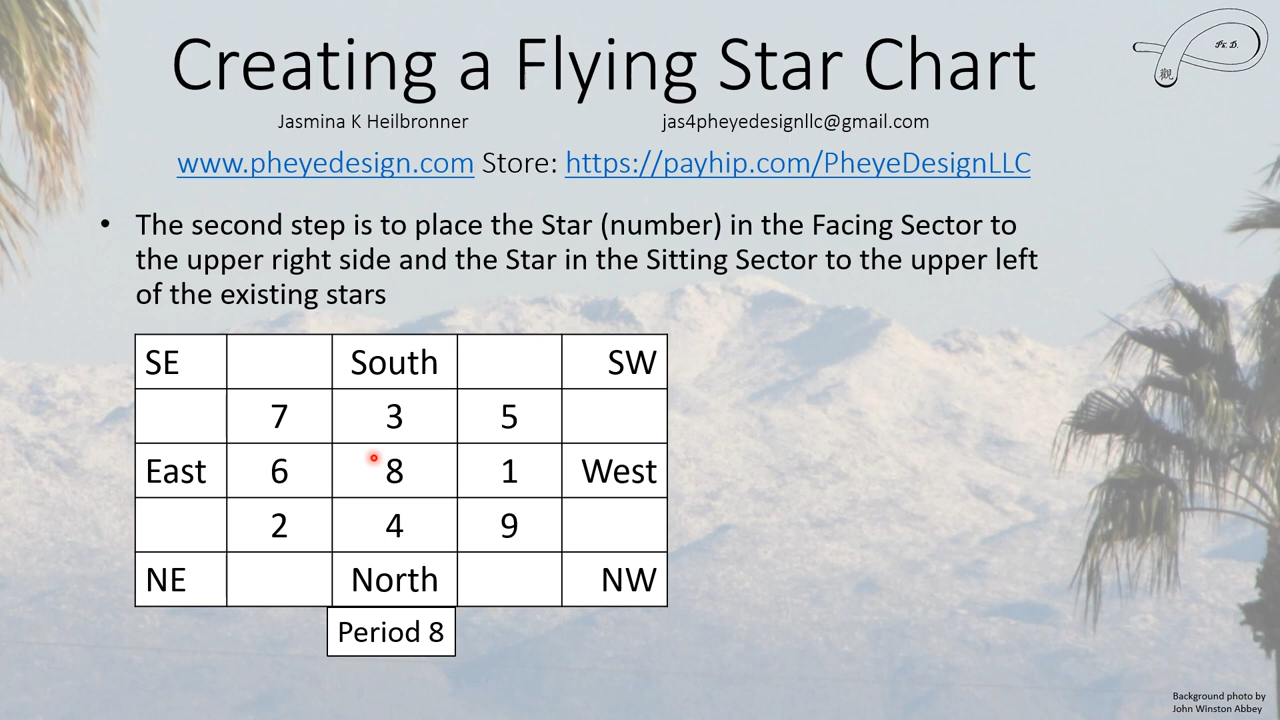 Creating a Flying Star Chart
Ph. D.
觀
Jasmina K Heilbronner jas4pheyedesignllc@gmail.com
www.pheyedesign.com Store: https://payhip.com/PheyeDesignLLC
• The second step is to place the Star (number) in the Facing Sector to
the upper right side and the Star in the Sitting Sector to the upper left
of the existing stars
SE South SW
7 3 5
East 6 8 1 West
2 4 9
NE North NW
Period 8
Background photo by
John Winston Abbey